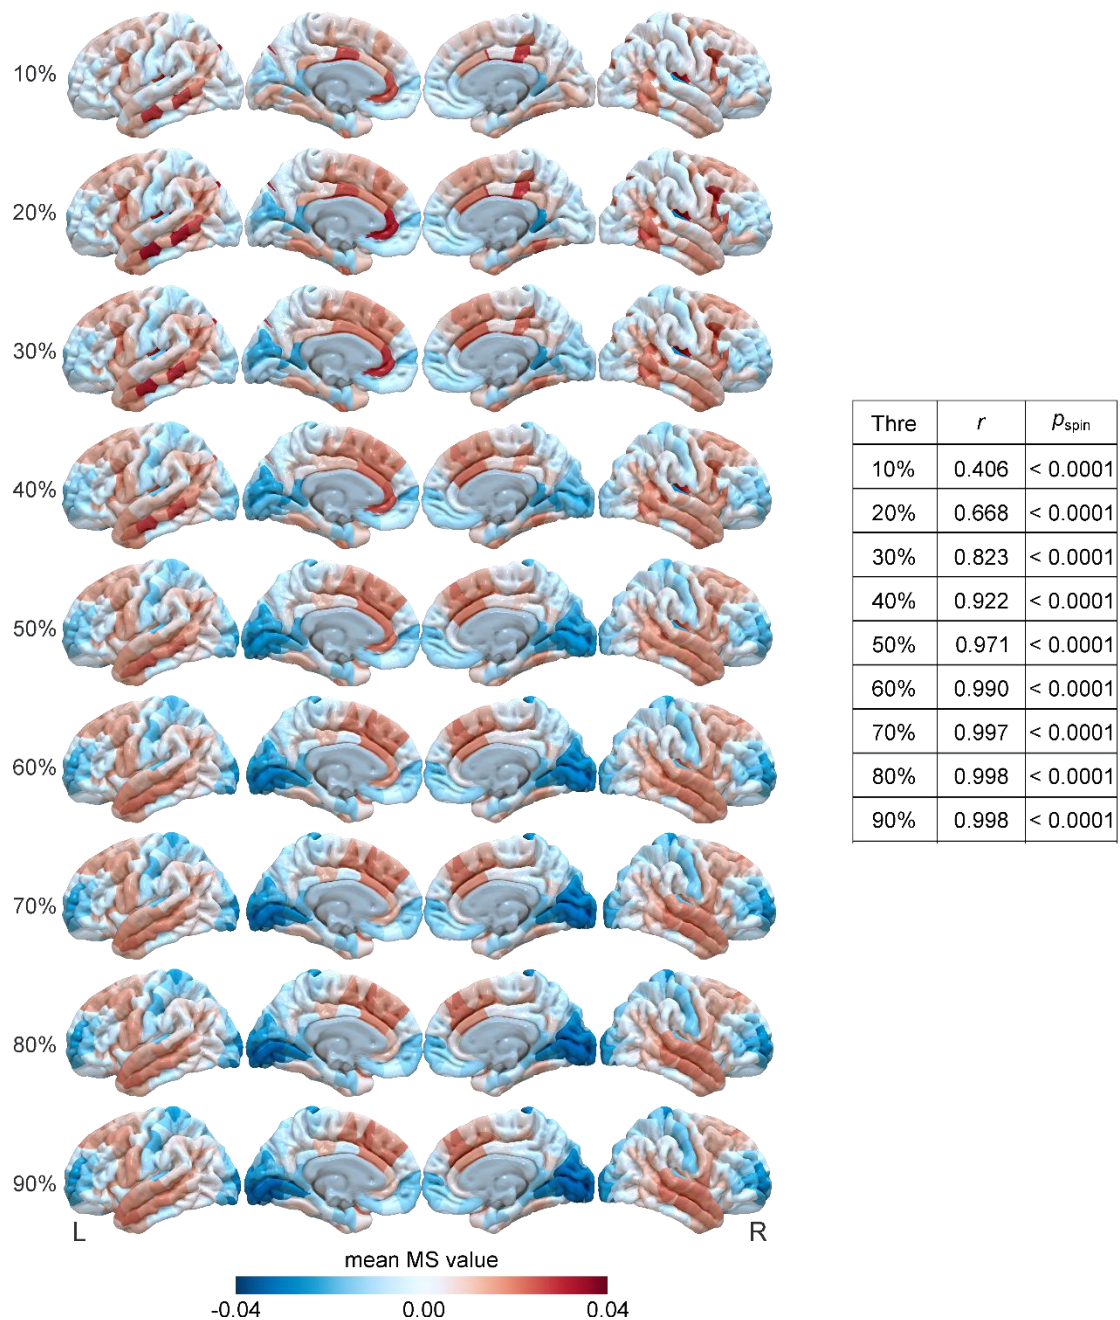 10%
20%
30%
40%
50%
60%
70%
80%
90%
L R
mean MS value
-0.04 0.00 0.04
Thre r pspin
10% 0.406 < 0.0001
20% 0.668 < 0.0001
30% 0.823 < 0.0001
40% 0.922 < 0.0001
50% 0.971 < 0.0001
60% 0.990 < 0.0001
70% 0.997 < 0.0001
80% 0.998 < 0.0001
90% 0.998 < 0.0001